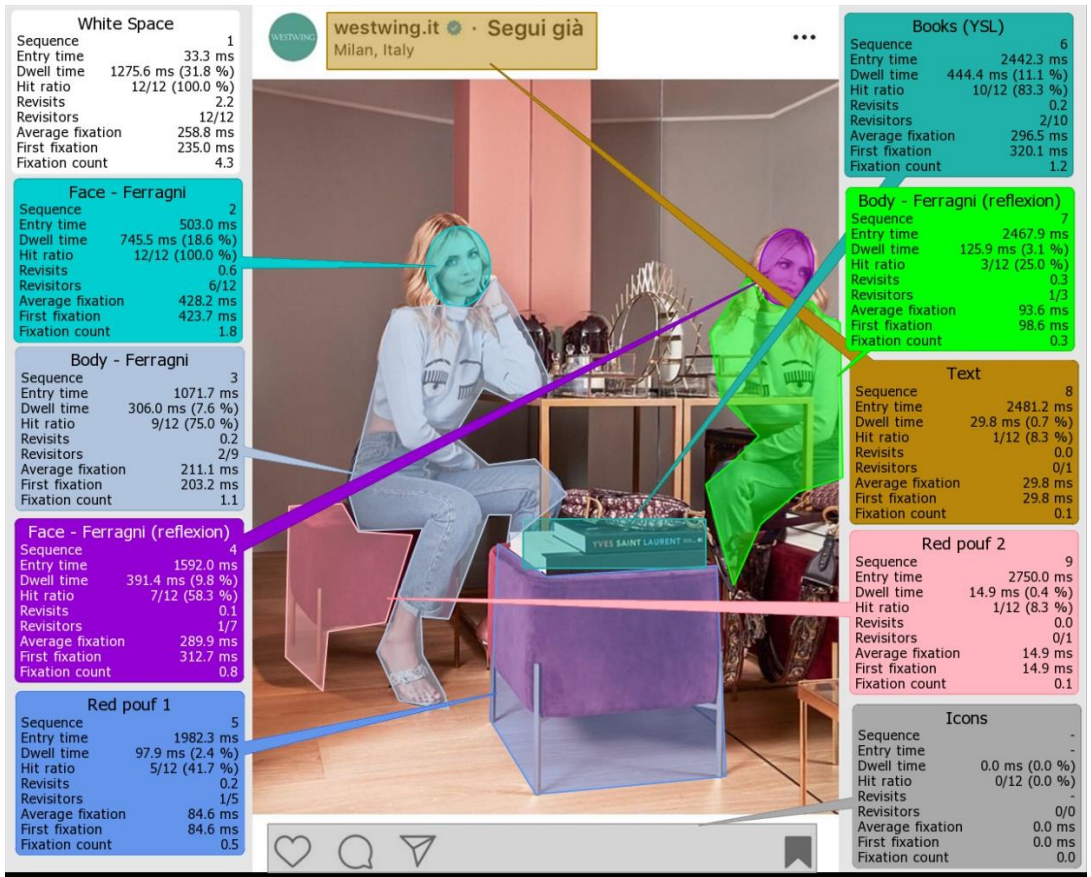 White Space
Sequence 1
Entry time 33.3 ms
Dwell time 1275.6 ms (31.8 %)
Hit ratio 12/12 (100.0 %)
Revisits 2.2
Revisitors 12/12
Average fixation 258.8 ms
First fixation 235.0 ms
Fixation count 4.3
Face - Ferragni
Sequence 2
Entry time 503.0 ms
Dwell time 745.5 ms (18.6 %)
Hit ratio 12/12 (100.0 %)
Revisits 0.6
Revisitors 6/12
Average fixation 428.2 ms
First fixation 423.7 ms
Fixation count 1.8
Body - Ferragni
Sequence 3
Entry time 1071.7 ms
Dwell time 306.0 ms (7.6 %)
Hit ratio 9/12 (75.0 %)
Revisits 0.2
Revisitors 2/9
Average fixation 211.1 ms
First fixation 203.2 ms
Fixation count 1.1
Face - Ferragni (reflexion)
Sequence 4
Entry time 1592.0 ms
Dwell time 391.4 ms (9.8 %)
Hit ratio 7/12 (58.3 %)
Revisits 0.1
Revisitors 1/7
Average fixation 289.9 ms
First fixation 312.7 ms
Fixation count 0.8
Red pouf 1
Sequence 5
Entry time 1982.3 ms
Dwell time 97.9 ms (2.4 %)
Hit ratio 5/12 (41.7 %)
Revisits 0.2
Revisitors 1/5
Average fixation 84.6 ms
First fixation 84.6 ms
Fixation count 0.5
WESTWING
westwing.it · Segui già
Milan, Italy
YVES SAINT LAURENT
Books (YSL)
Sequence 6
Entry time 2442.3 ms
Dwell time 444.4 ms (11.1 %)
Hit ratio 10/12 (83.3 %)
Revisits 0.2
Revisitors 2/10
Average fixation 296.5 ms
First fixation 320.1 ms
Fixation count 1.2
Body - Ferragni (reflexion)
Sequence 7
Entry time 2467.9 ms
Dwell time 125.9 ms (3.1 %)
Hit ratio 3/12 (25.0 %)
Revisits 0.3
Revisitors 1/3
Average fixation 93.6 ms
First fixation 98.6 ms
Fixation count 0.3
Text
Sequence 8
Entry time 2481.2 ms
Dwell time 29.8 ms (0.7 %)
Hit ratio 1/12 (8.3 %)
Revisits 0.0
Revisitors 0/1
Average fixation 29.8 ms
First fixation 29.8 ms
Fixation count 0.1
Red pouf 2
Sequence 9
Entry time 2750.0 ms
Dwell time 14.9 ms (0.4 %)
Hit ratio 1/12 (8.3 %)
Revisits 0.0
Revisitors 0/1
Average fixation 14.9 ms
First fixation 14.9 ms
Fixation count 0.1
Icons
Sequence -
Entry time -
Dwell time 0.0 ms (0.0 %)
Hit ratio 0/12 (0.0 %)
Revisits -
Revisitors 0/0
Average fixation 0.0 ms
First fixation 0.0 ms
Fixation count 0.0